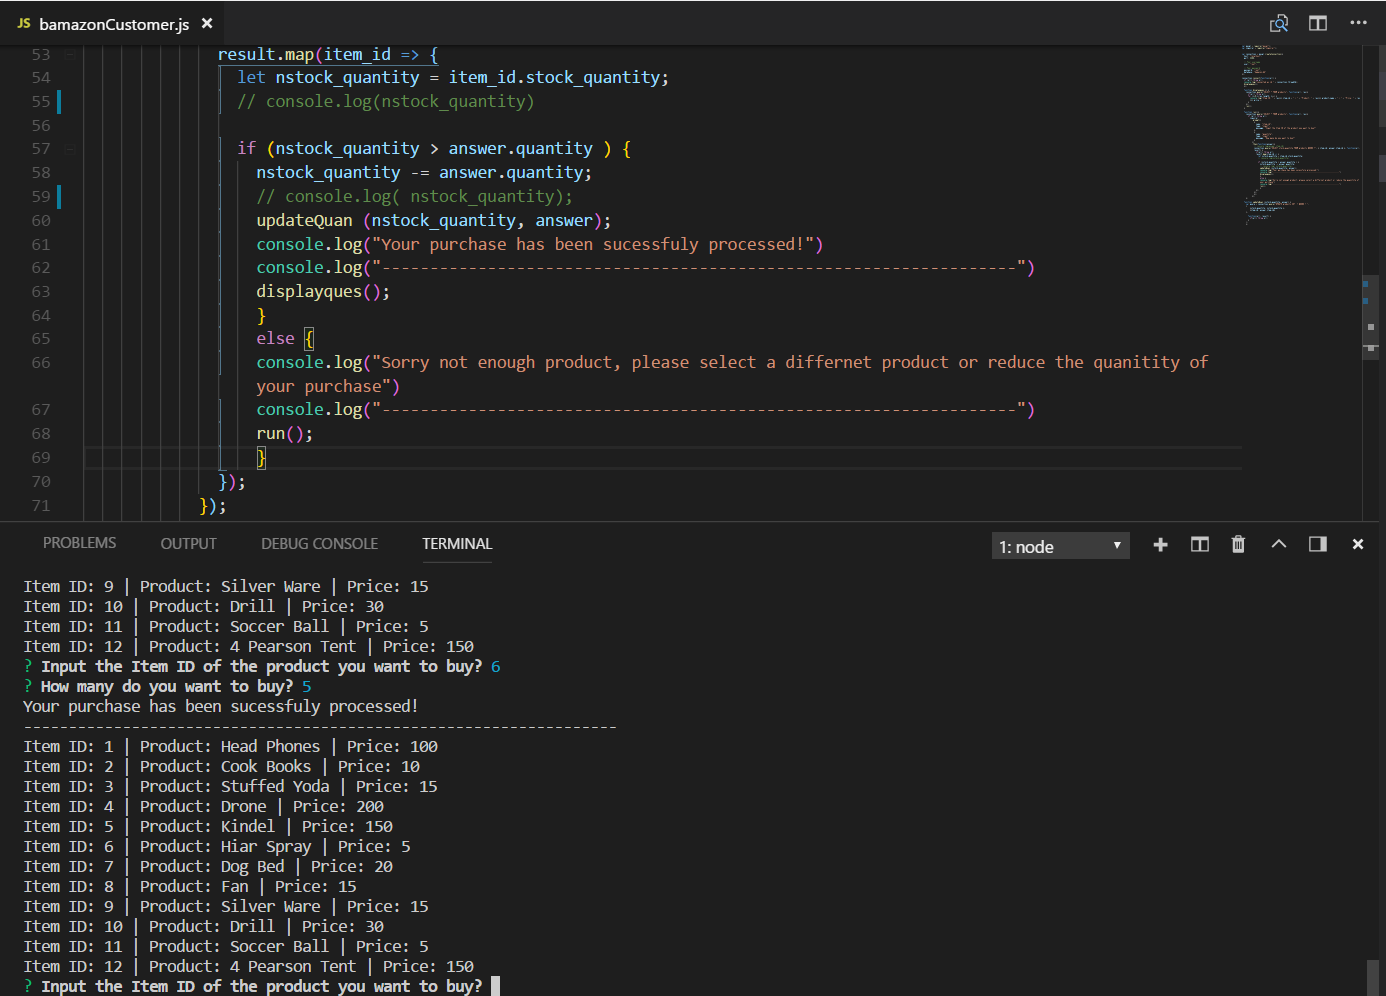 JS bamazonCustomer.js ×
53 result.map(item_id => {
54 let nstock_quantity = item_id.stock_quantity;
55 // console.log(nstock_quantity)
56
57 if (nstock_quantity > answer.quantity ) {
58 nstock_quantity -= answer.quantity;
59 // console.log( nstock_quantity);
60 updateQuan (nstock_quantity, answer);
61 console.log("Your purchase has been sucessfuly processed!")
62 console.log("------------------------------------------------------------------")
63 displayques();
64 }
65 else {
66 console.log("Sorry not enough product, please select a differnet product or reduce the quanitity of
your purchase")
67 console.log("------------------------------------------------------------------")
68 run();
69 }
70 });
71 });
PROBLEMS OUTPUT DEBUG CONSOLE TERMINAL 1: node
Item ID: 9 | Product: Silver Ware | Price: 15
Item ID: 10 | Product: Drill | Price: 30
Item ID: 11 | Product: Soccer Ball | Price: 5
Item ID: 12 | Product: 4 Pearson Tent | Price: 150
? Input the Item ID of the product you want to buy? 6
? How many do you want to buy? 5
Your purchase has been sucessfuly processed!
------------------------------------------------------------------
Item ID: 1 | Product: Head Phones | Price: 100
Item ID: 2 | Product: Cook Books | Price: 10
Item ID: 3 | Product: Stuffed Yoda | Price: 15
Item ID: 4 | Product: Drone | Price: 200
Item ID: 5 | Product: Kindel | Price: 150
Item ID: 6 | Product: Hiar Spray | Price: 5
Item ID: 7 | Product: Dog Bed | Price: 20
Item ID: 8 | Product: Fan | Price: 15
Item ID: 9 | Product: Silver Ware | Price: 15
Item ID: 10 | Product: Drill | Price: 30
Item ID: 11 | Product: Soccer Ball | Price: 5
Item ID: 12 | Product: 4 Pearson Tent | Price: 150
? Input the Item ID of the product you want to buy?